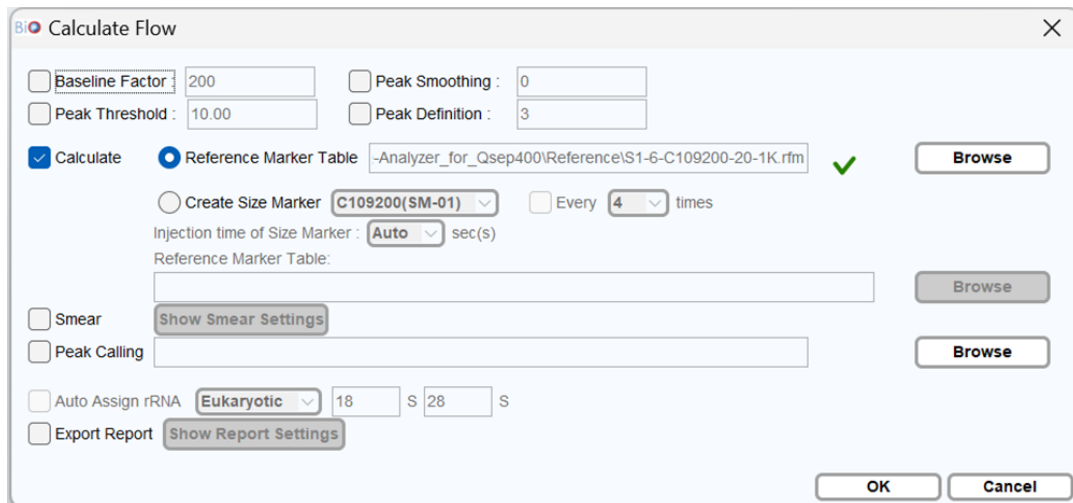 BiO Calculate Flow
Baseline Factor : 200 Peak Smoothing : 0
Peak Threshold : 10.00 Peak Definition : 3
Calculate Reference Marker Table -Analyzer_for_Qsep400\Reference\S1-6-C109200-20-1K.rfm Browse
Create Size Marker C109200(SM-01) Every 4 times
Injection time of Size Marker : Auto sec(s)
Reference Marker Table:
Browse
Smear Show Smear Settings
Peak Calling Browse
Auto Assign rRNA Eukaryotic 18 S 28 S
Export Report Show Report Settings
OK Cancel